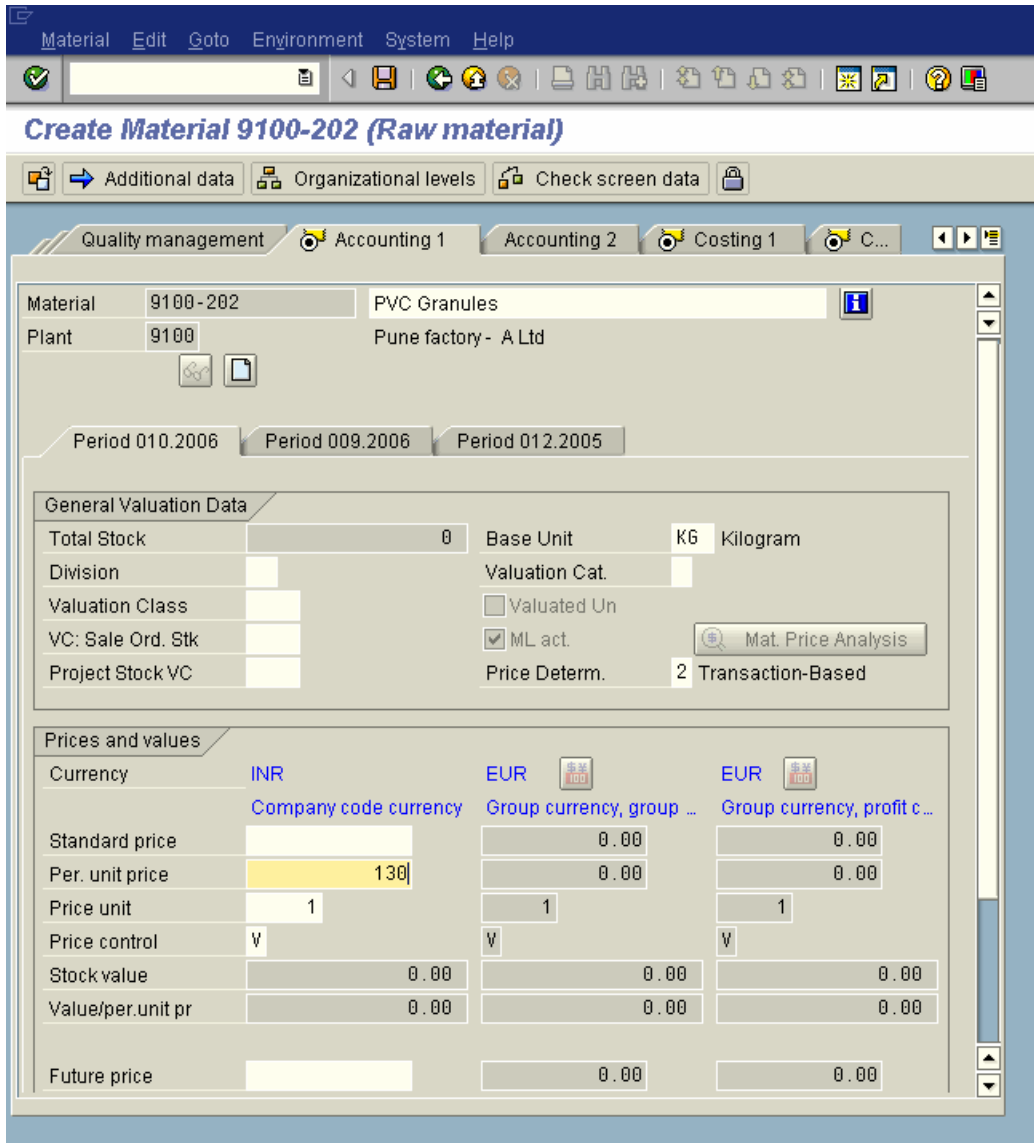 Material Edit Goto Environment System Help
Create Material 9100-202 (Raw material)
Additional data Organizational levels Check screen data
Quality management Accounting 1 Accounting 2 Costing 1 C...
Material 9100-202 PVC Granules
Plant 9100 Pune factory - A Ltd
Period 010.2006 Period 009.2006 Period 012.2005
General Valuation Data
Total Stock 0 Base Unit KG Kilogram
Division Valuation Cat.
Valuation Class Valuated Un
VC: Sale Ord. Stk ML act. Mat. Price Analysis
Project Stock VC Price Determ. 2 Transaction-Based
Prices and values
Currency INR EUR EUR
Company code currency Group currency, group ... Group currency, profit c...
Standard price 0.00 0.00
Per. unit price 130 0.00 0.00
Price unit 1 1 1
Price control V V V
Stock value 0.00 0.00 0.00
Value/per.unit pr 0.00 0.00 0.00
Future price 0.00 0.00